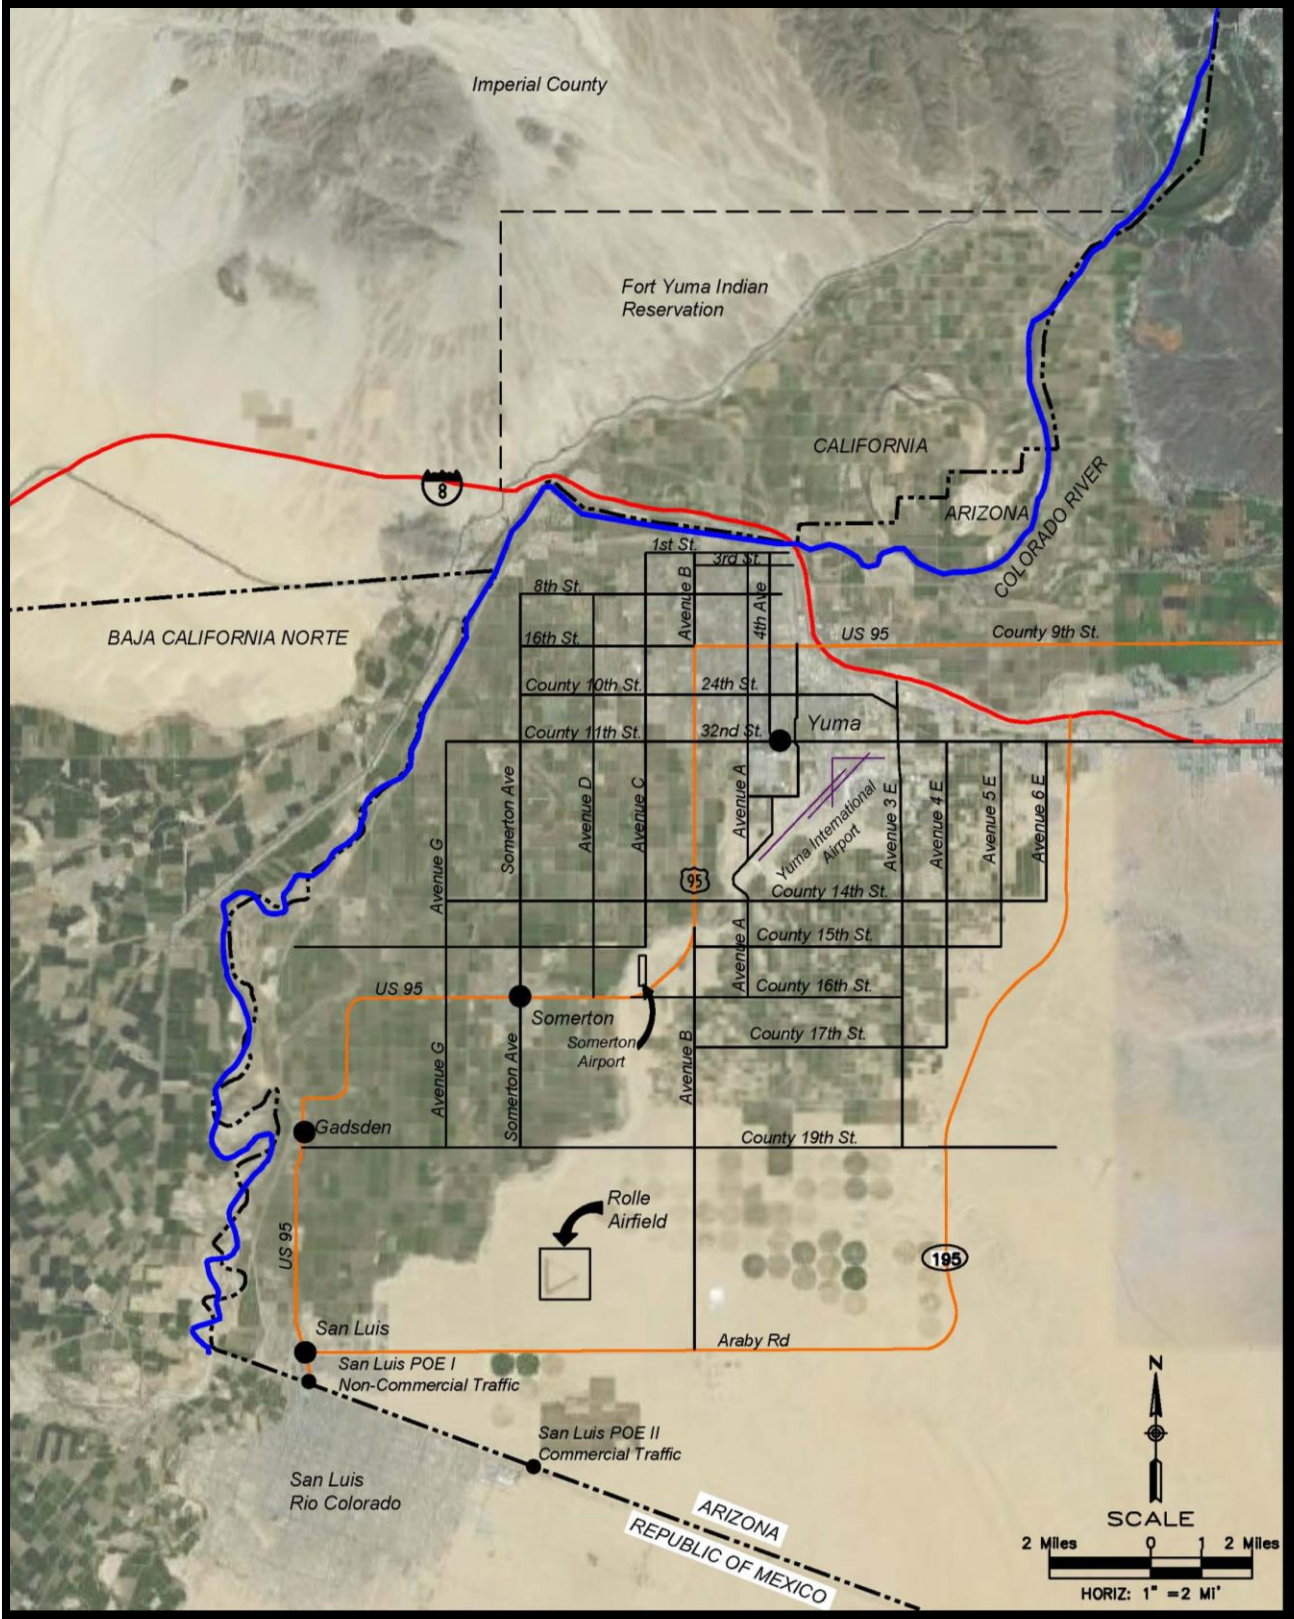 Imperial County
Fort Yuma Indian
Reservation
CALIFORNIA
8
ARIZONA
COLORADO RIVER
1st St.
3rd St.
8th St.
Avenue B
4th Ave
BAJA CALIFORNIA NORTE
16th St.
US 95
County 9th St.
County 10th St.
24th St.
County 11th St.
32nd St.
Yuma
Somerton Ave
Avenue D
Avenue C
Avenue A
Yuma International
Airport
Avenue 3 E
Avenue 4 E
Avenue 5 E
Avenue 6 E
Avenue G
95
County 14th St.
County 15th St.
Avenue A
US 95
County 16th St.
Somerton
Somerton
Airport
County 17th St.
Avenue G
Somerton Ave
Avenue B
Gadsden
County 19th St.
Rolle
Airfield
US 95
195
San Luis
Araby Rd
San Luis POE I
Non-Commercial Traffic
San Luis POE II
Commercial Traffic
San Luis
Rio Colorado
ARIZONA
REPUBLIC OF MEXICO
N
SCALE
2 Miles 0 1 2 Miles
HORIZ: 1" =2 Mi'